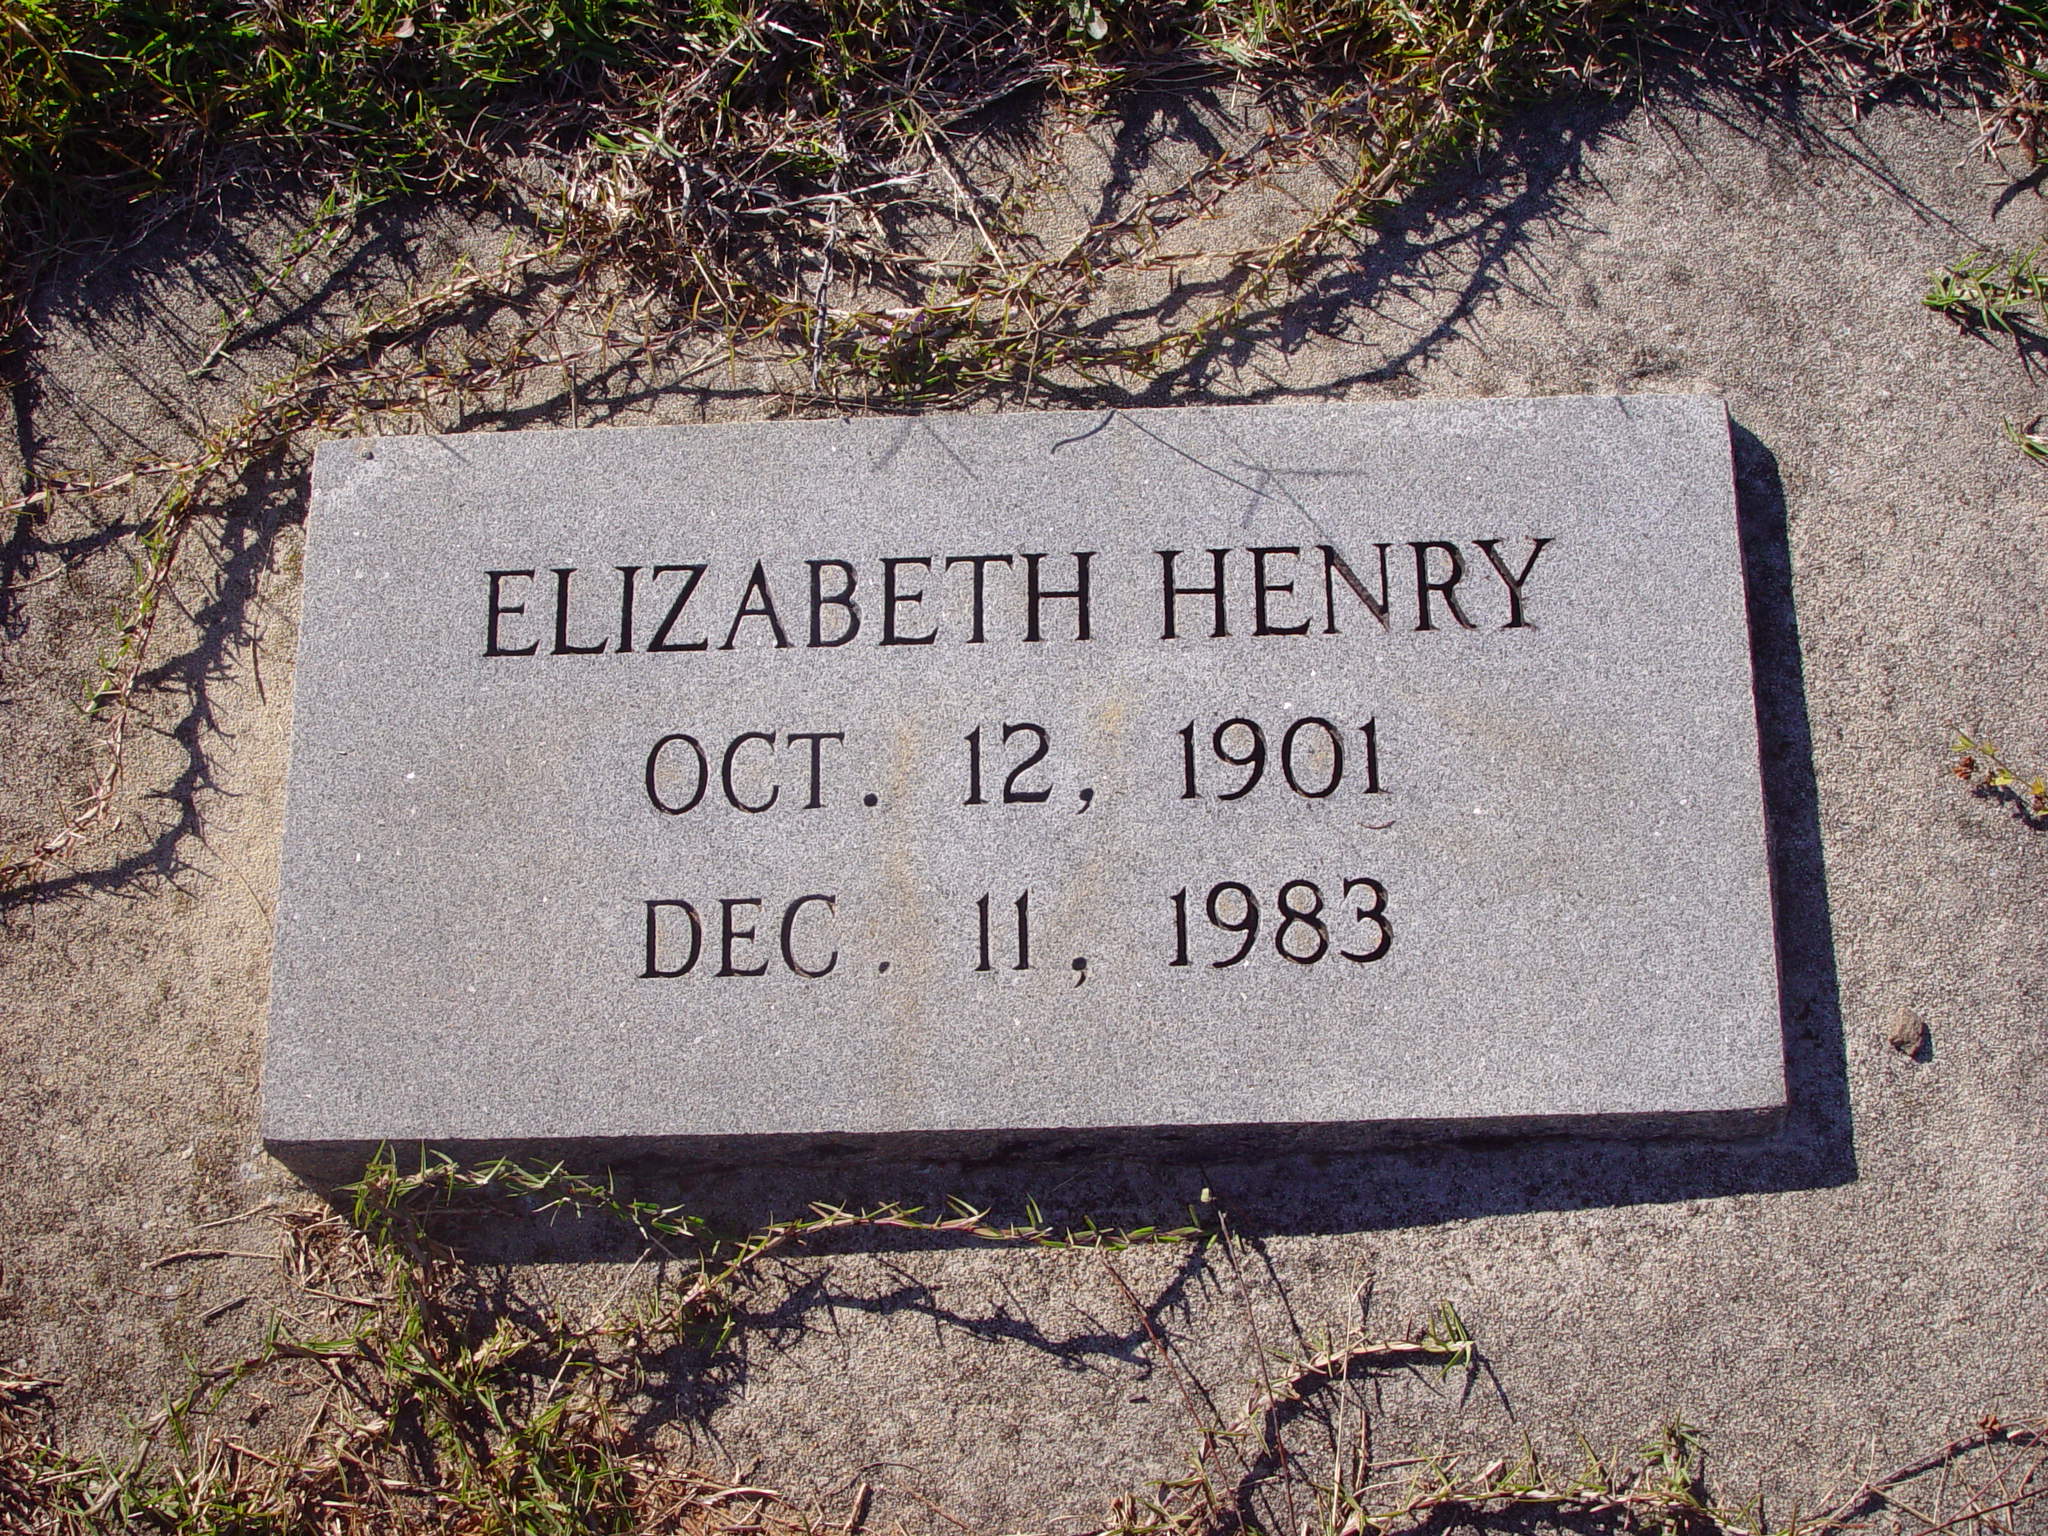 ELIZABETH HENRY
OCT. 12, 1901
DEC. 11, 1983